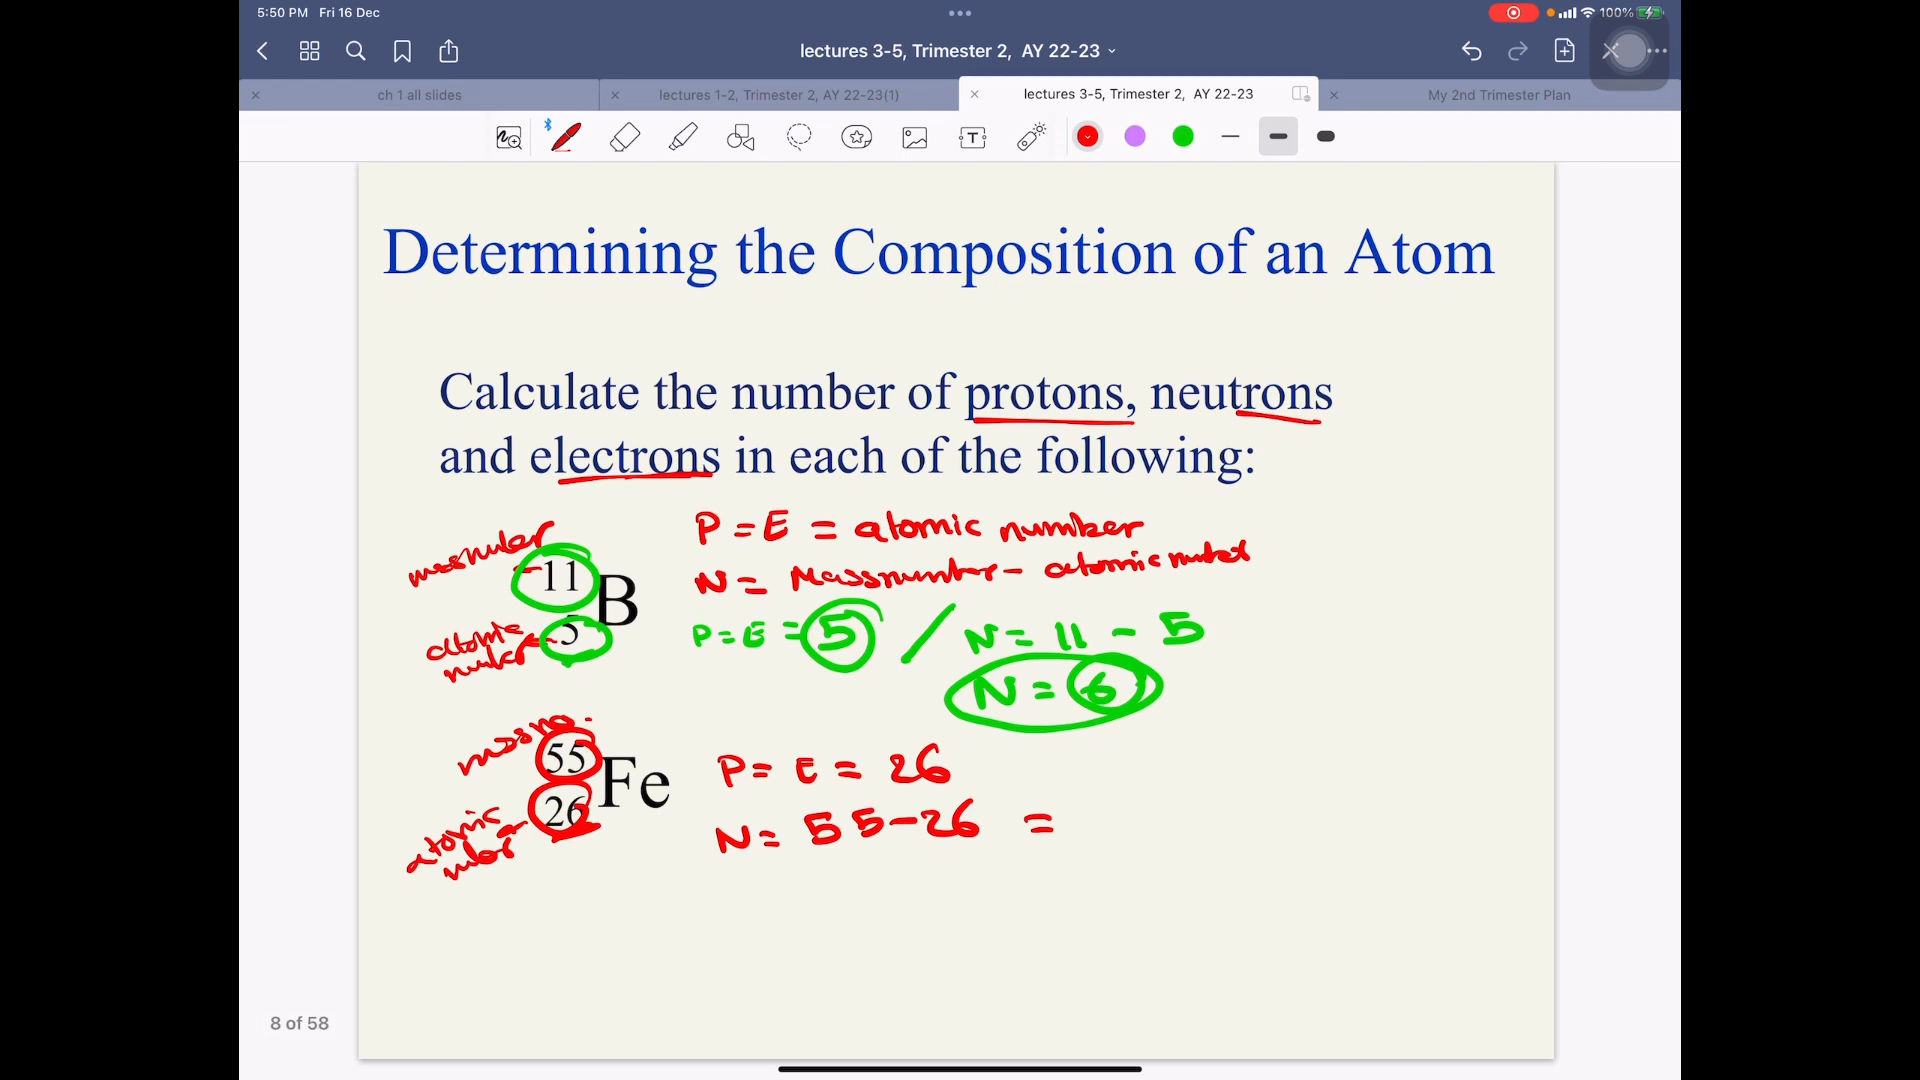 5:50 PM Fri 16 Dec
100%
lectures 3-5, Trimester 2, AY 22-23
ch 1 all slides
lectures 1-2, Trimester 2, AY 22-23(1)
lectures 3-5, Trimester 2, AY 22-23
My 2nd Trimester Plan
Determining the Composition of an Atom
Calculate the number of protons, neutrons
and electrons in each of the following:
P = E = atomic number
N = Mass number - atomic number
11
B
5
atomic
P = E = 5 / N = 11 - 5
N = 6
mass no.
55
Fe
26
atomic
P = E = 26
N = 55-26 =
8 of 58